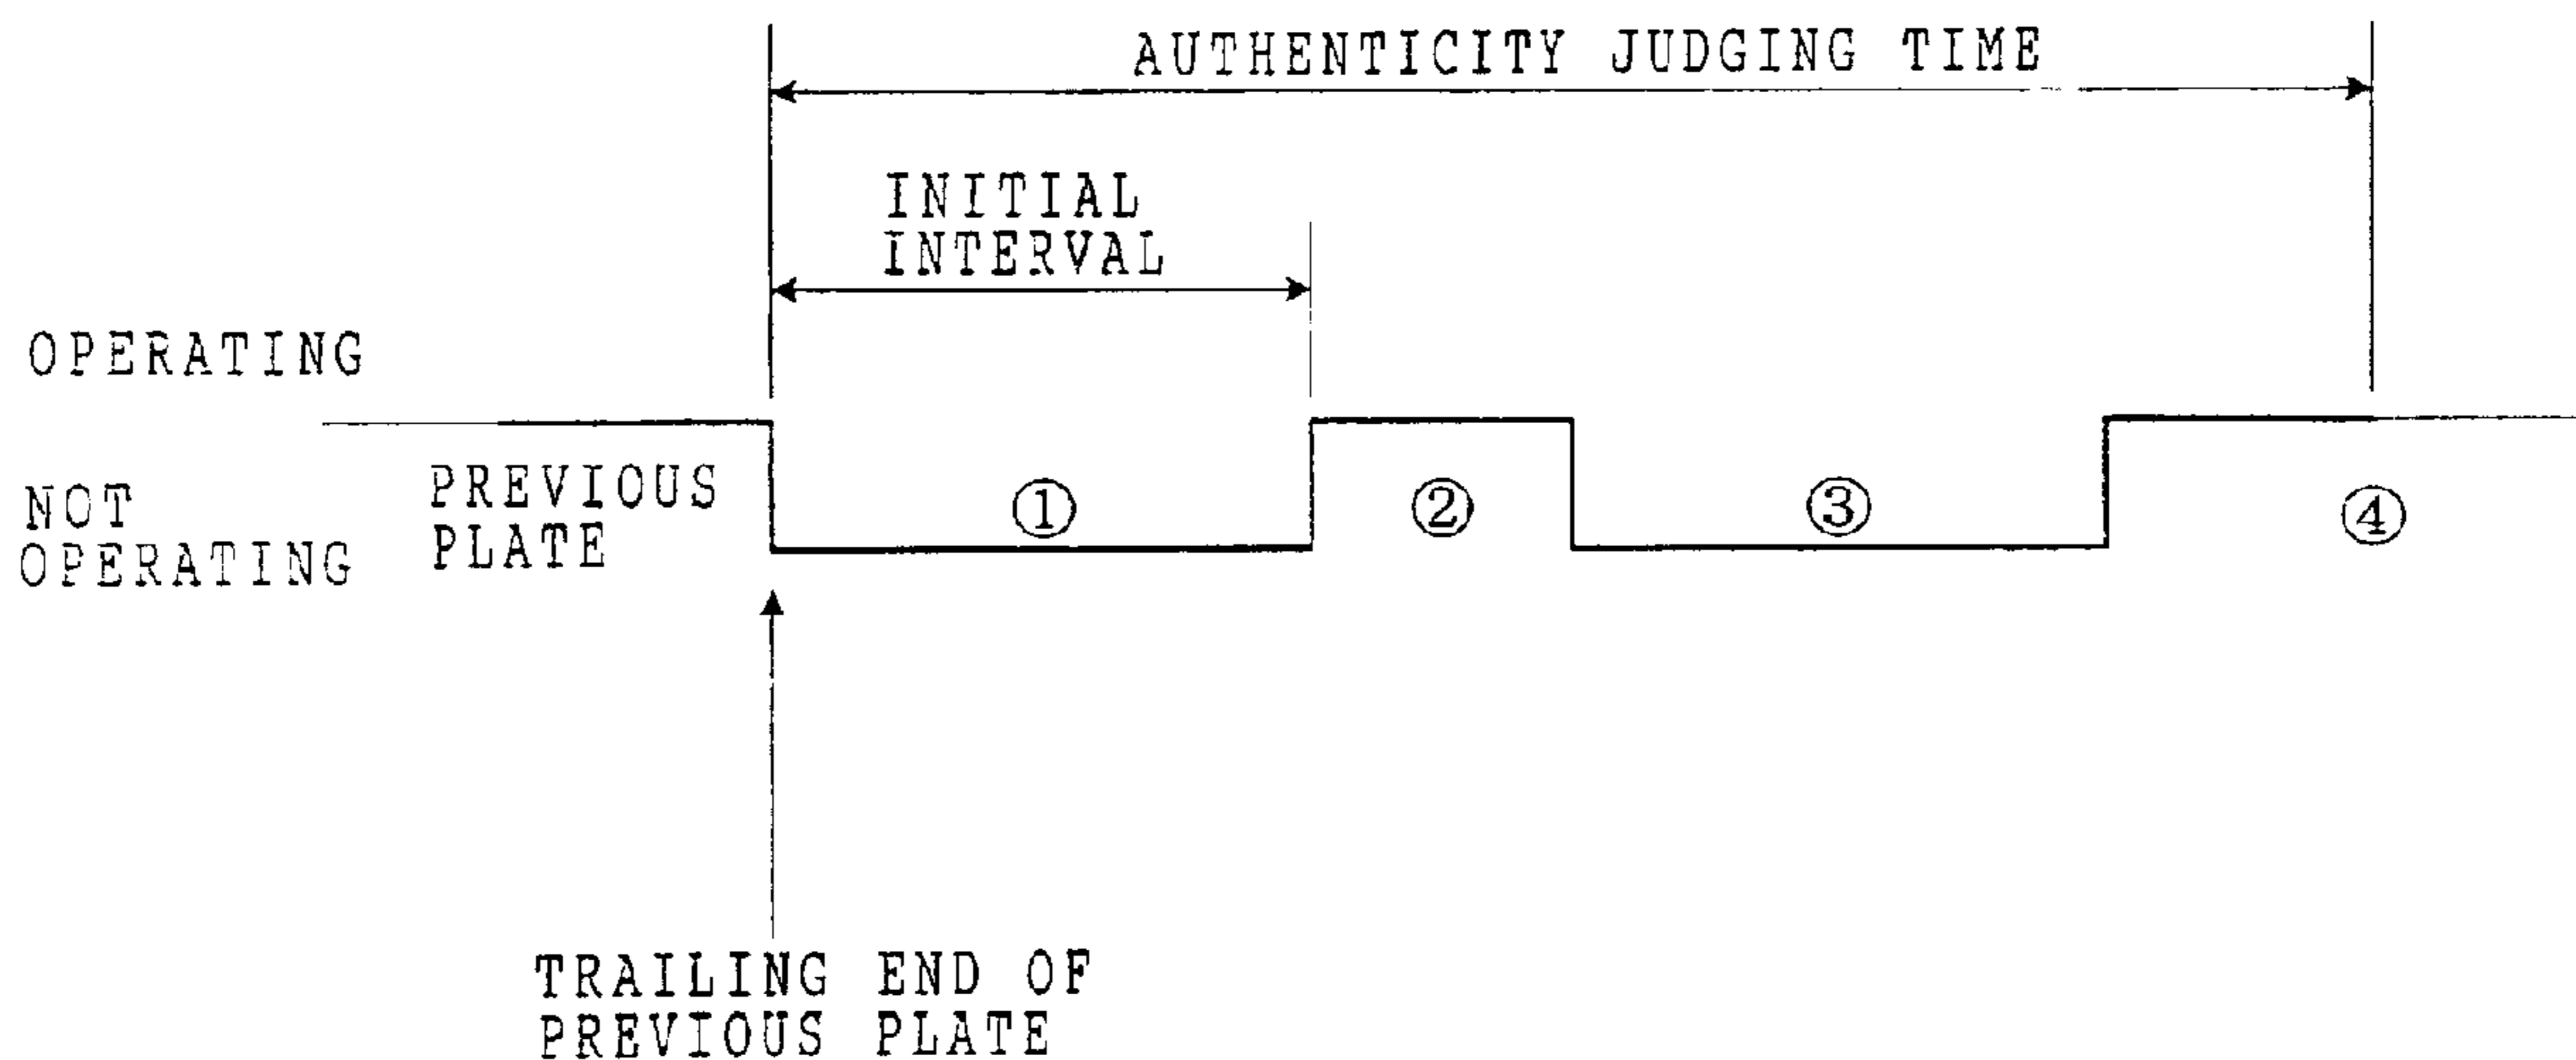 AUTHENTICITY JUDGING TIME
INITIAL
INTERVAL
OPERATING
NOT
OPERATING
PREVIOUS
PLATE
① ② ③ ④
TRAILING END OF
PREVIOUS PLATE